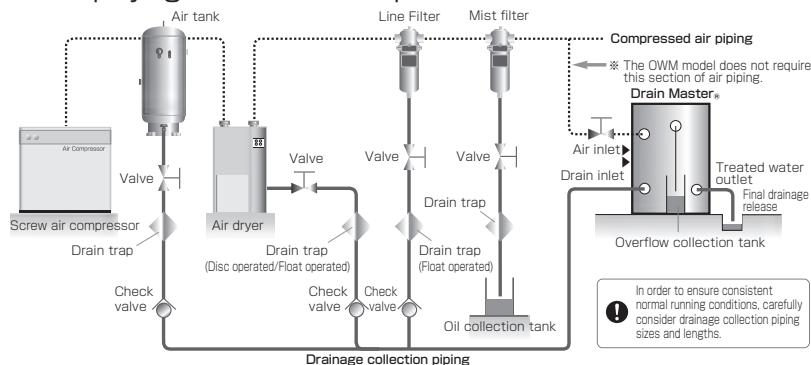 Air tank
Line Filter
Mist filter
Compressed air piping
※ The OWM model does not require
this section of air piping.
Drain Master®
Air Compressor
Valve
Valve
Valve
Valve
Air inlet
Drain inlet
Treated water
outlet
Final drainage
release
Screw air compressor
Air dryer
Drain trap
Drain trap
(Disc operated/Float operated)
Drain trap
(Float operated)
Drain trap
Overflow collection tank
Check
valve
Check
valve
Check
valve
Oil collection tank
In order to ensure consistent
normal running conditions, carefully
consider drainage collection piping
sizes and lengths.
Drainage collection piping